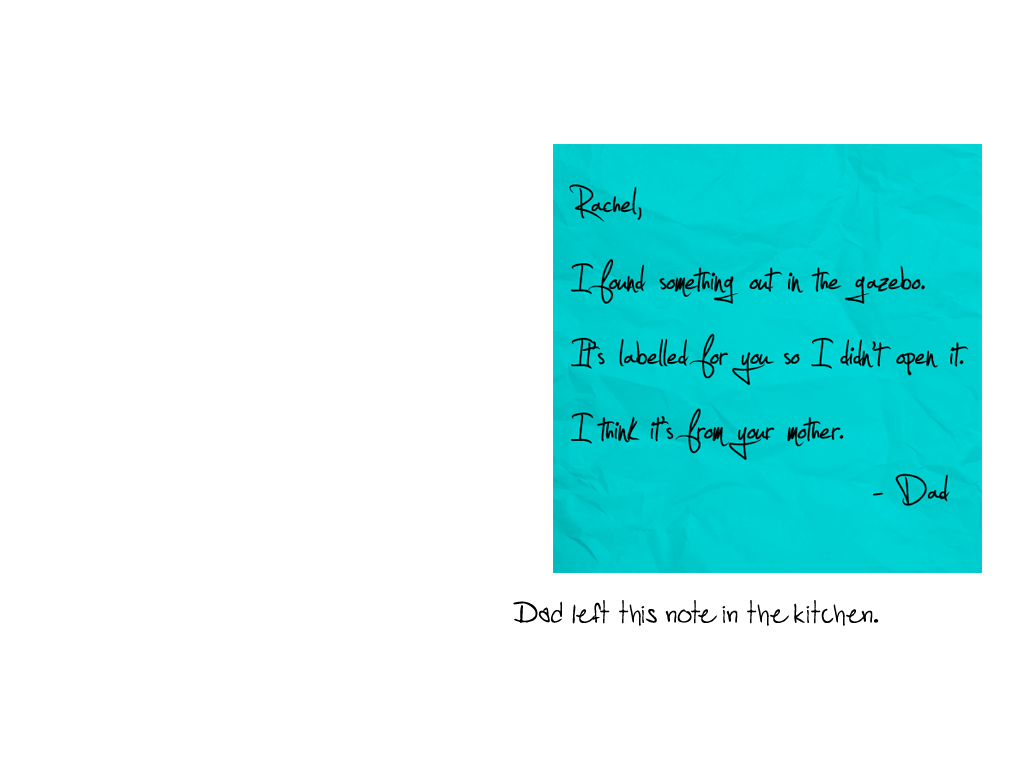 Rachel,
I found something out in the gazebo.
It's labelled for you so I didn't open it.
I think it's from your mother.
- Dad
Dad left this note in the kitchen.